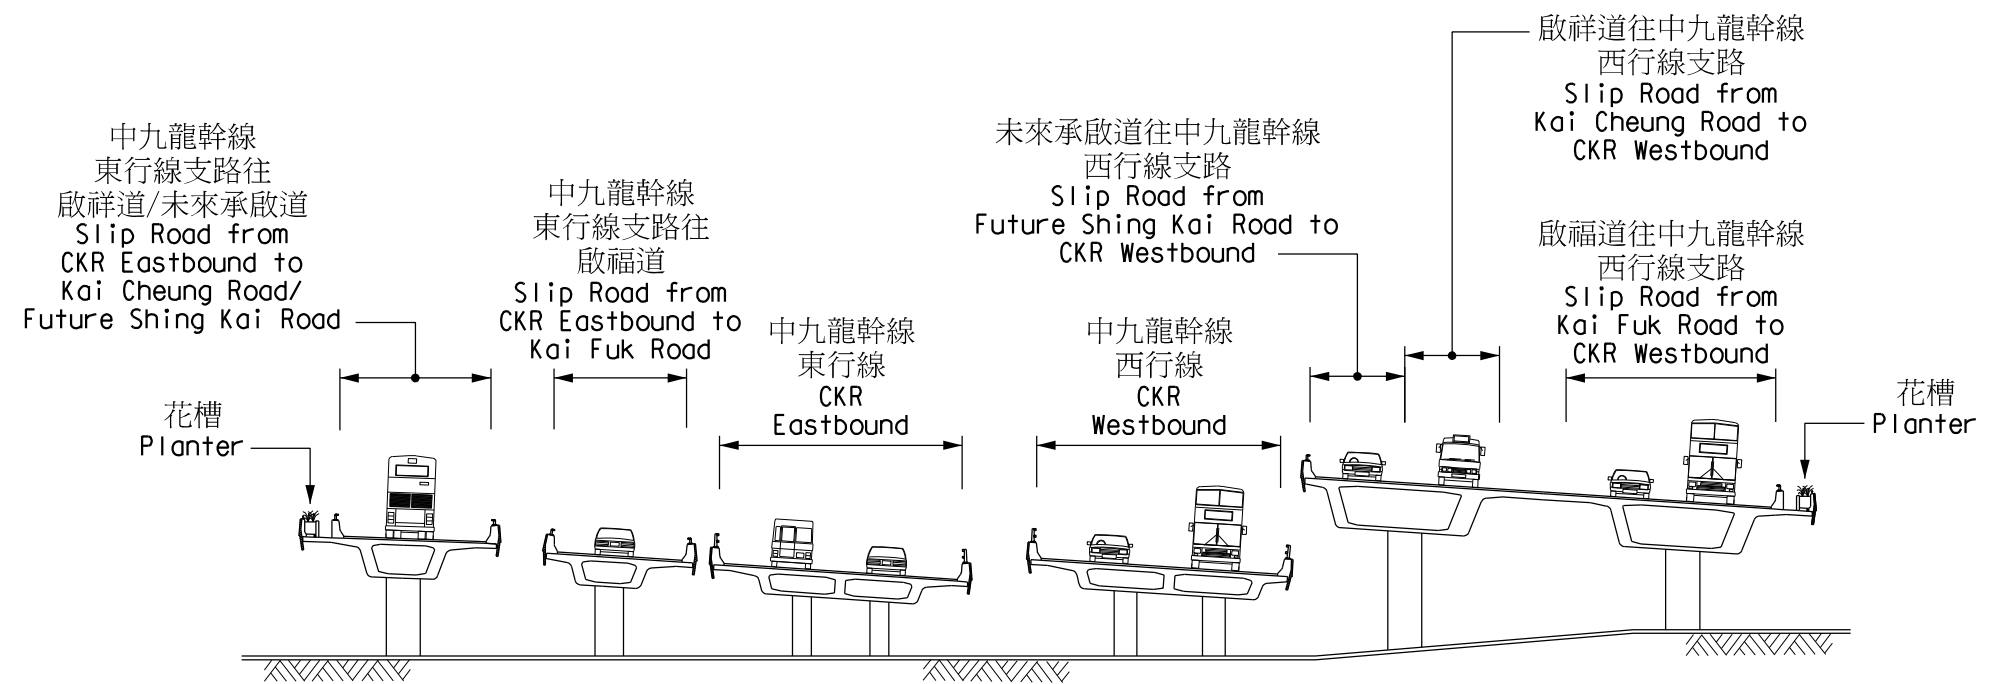 中九龍幹線
東行線支路往
啟祥道/未來承啟道
Slip Road from
CKR Eastbound to
Kai Cheung Road/
Future Shing Kai Road
花槽
Planter
中九龍幹線
東行線支路往
啟福道
Slip Road from
CKR Eastbound to
Kai Fuk Road
中九龍幹線
東行線
CKR
Eastbound
中九龍幹線
西行線
CKR
Westbound
未來承啟道往中九龍幹線
西行線支路
Slip Road from
Future Shing Kai Road to
CKR Westbound
啟祥道往中九龍幹線
西行線支路
Slip Road from
Kai Cheung Road to
CKR Westbound
啟福道往中九龍幹線
西行線支路
Slip Road from
Kai Fuk Road to
CKR Westbound
花槽
Planter